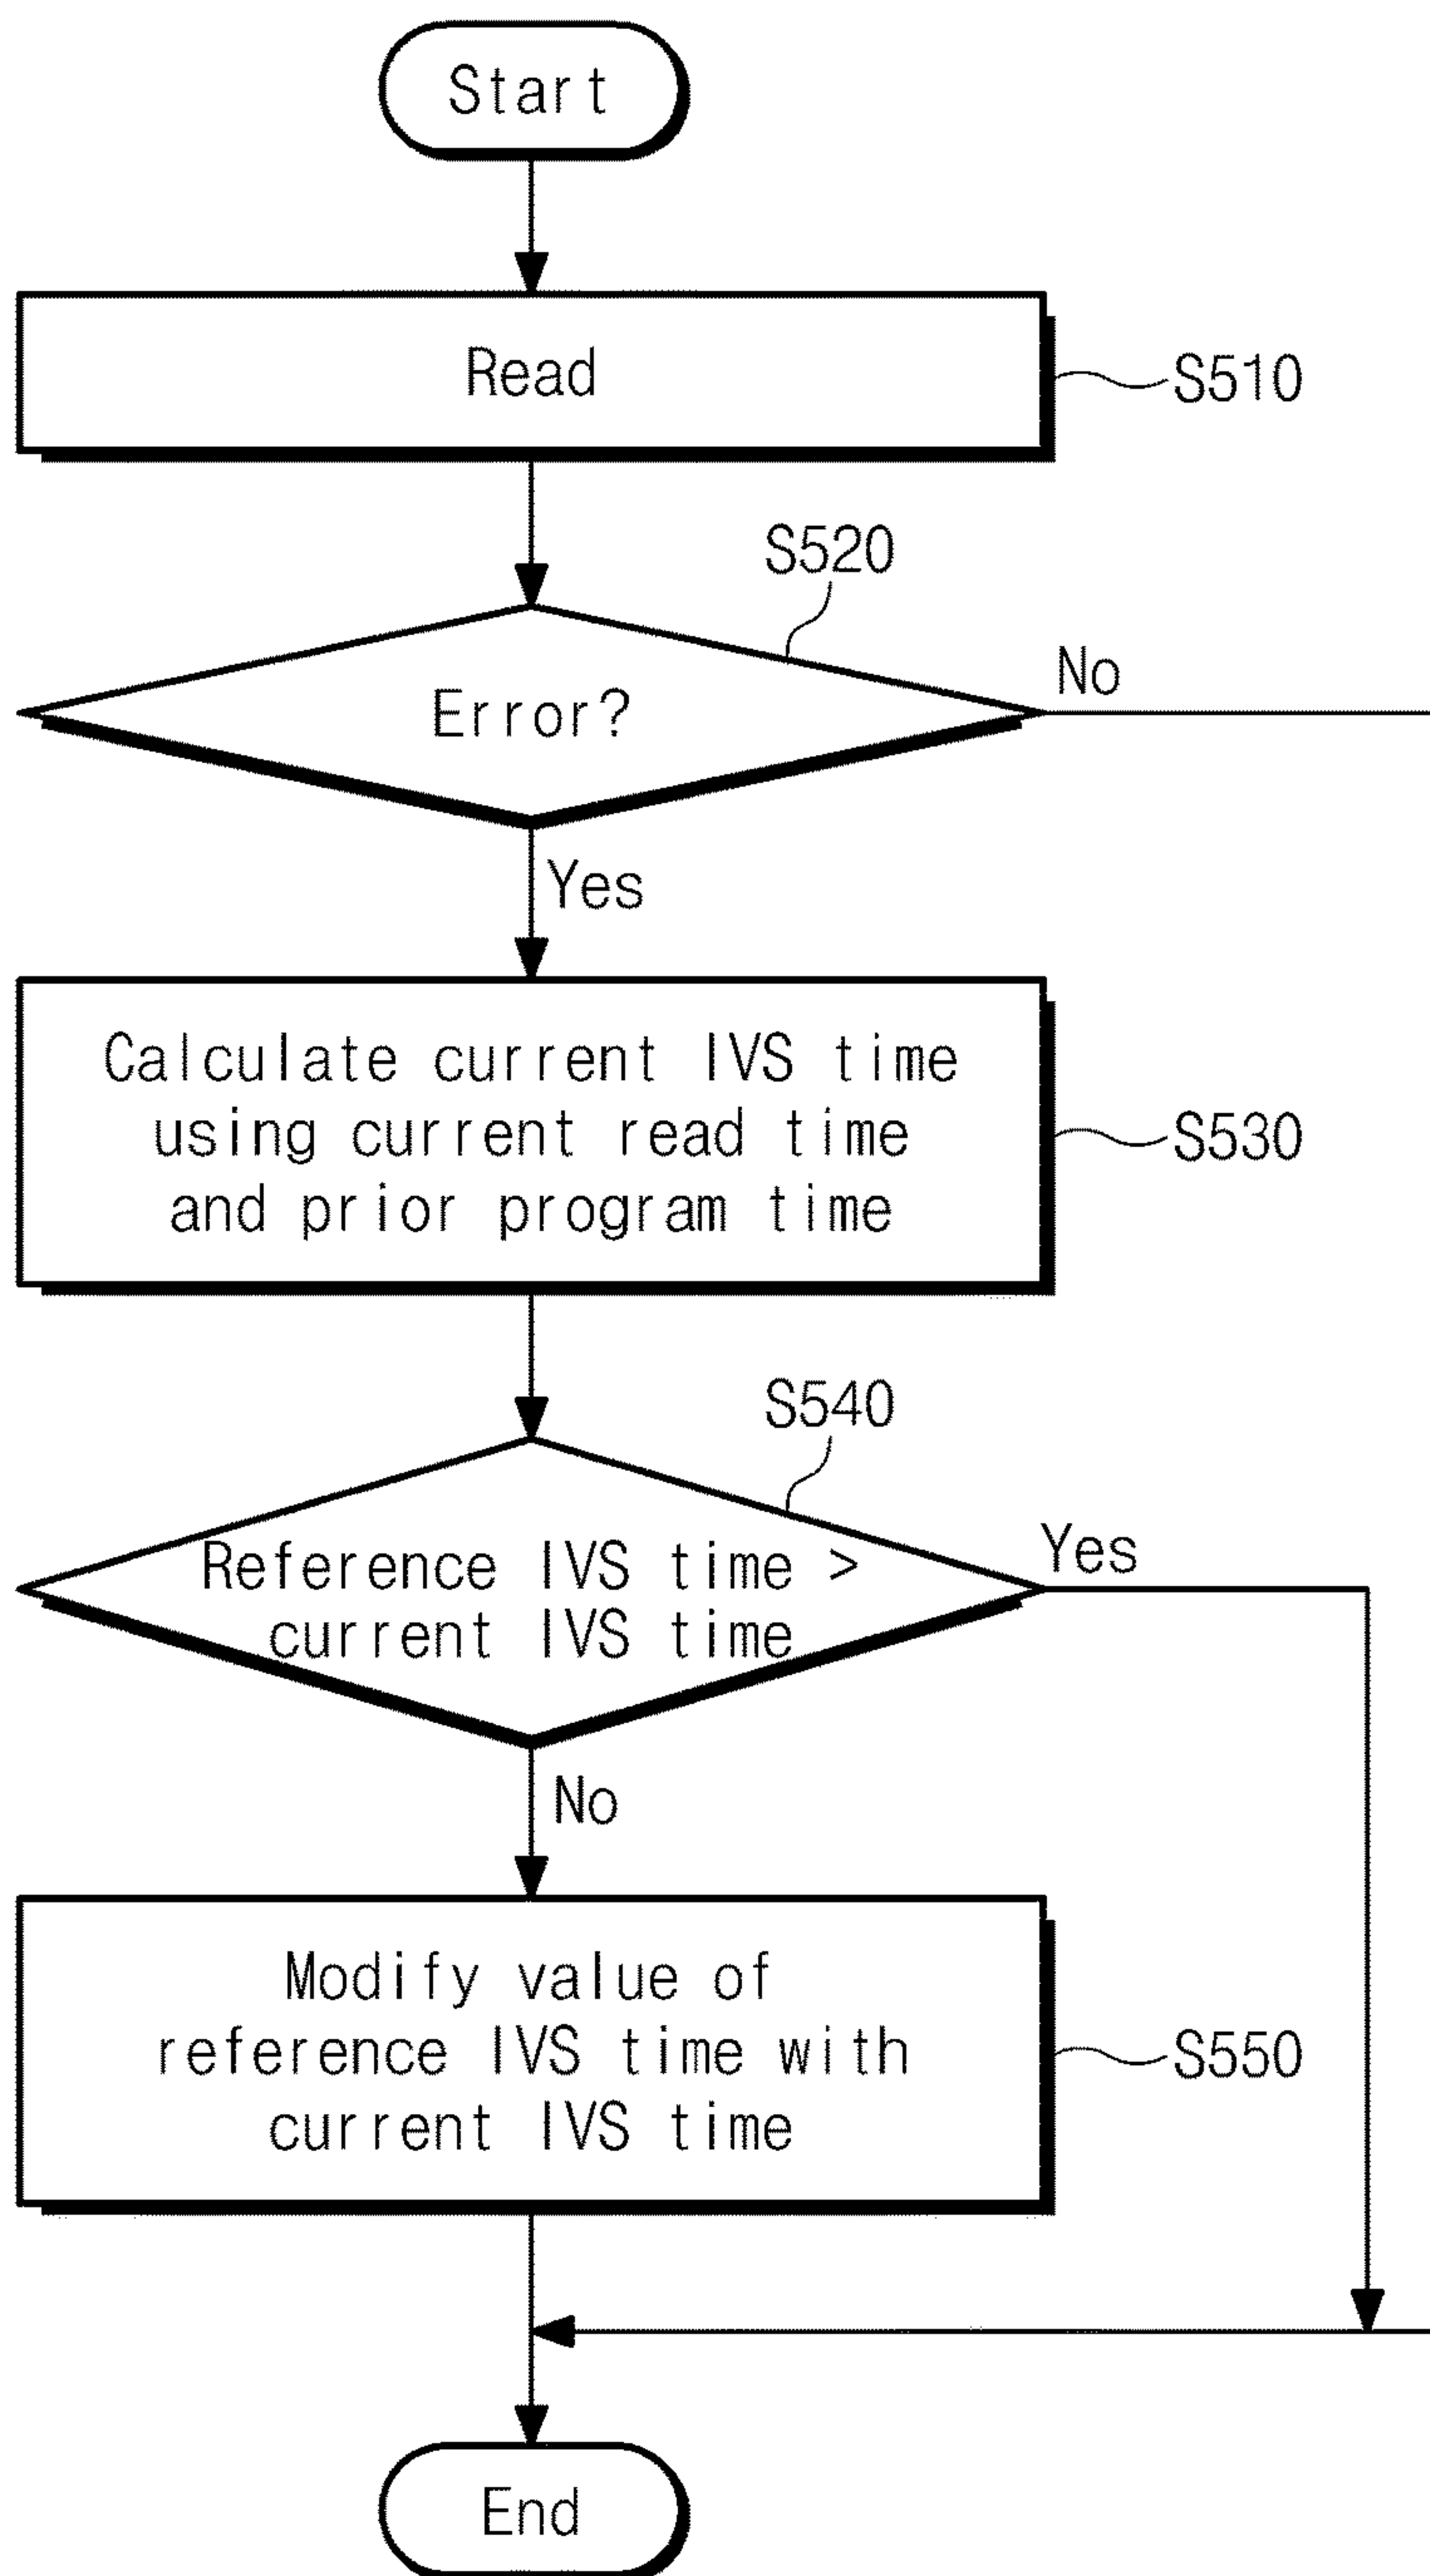 Start
Read
S510
S520
Error?
No
Yes
Calculate current IVS time
using current read time
and prior program time
S530
S540
Reference IVS time >
current IVS time
Yes
No
Modify value of
reference IVS time with
current IVS time
S550
End